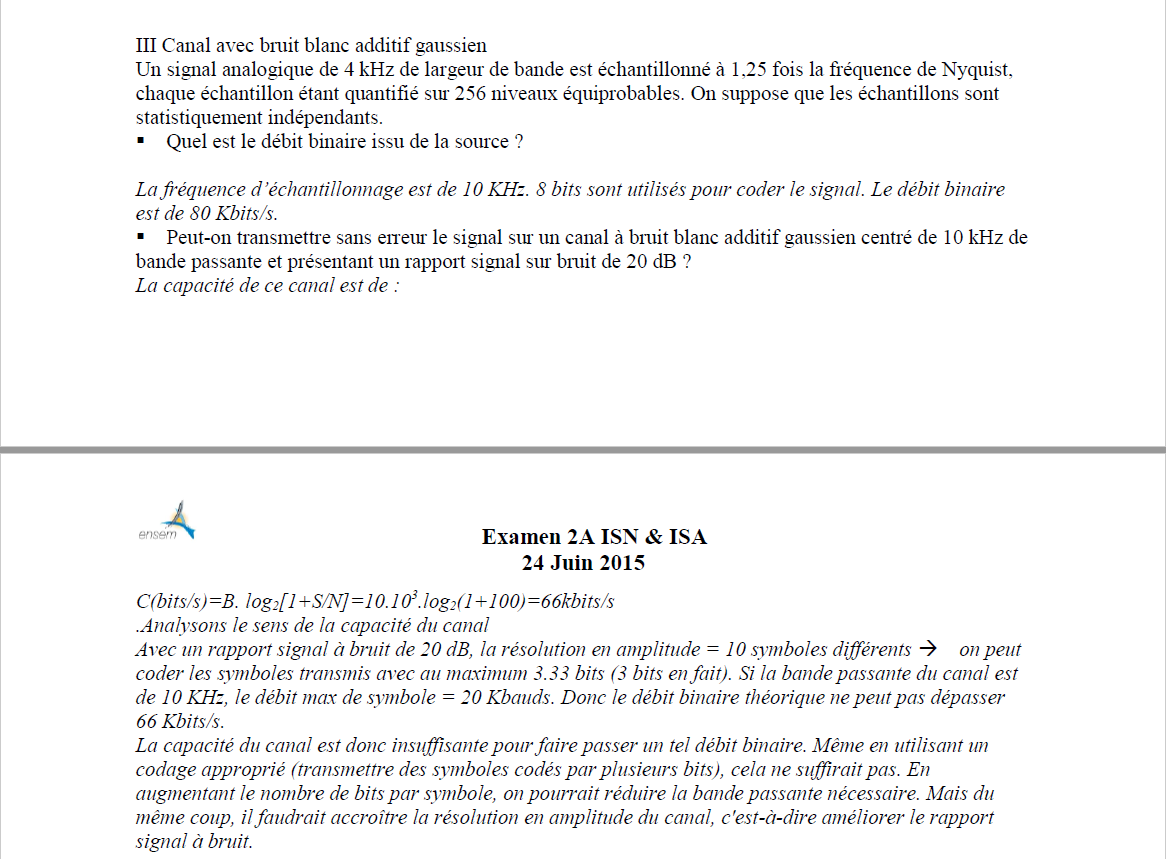 III Canal avec bruit blanc additif gaussien
Un signal analogique de 4 kHz de largeur de bande est échantillonné à 1,25 fois la fréquence de Nyquist,
chaque échantillon étant quantifié sur 256 niveaux équiprobables. On suppose que les échantillons sont
statistiquement indépendants.
▪ Quel est le débit binaire issu de la source ?
La fréquence d'échantillonnage est de 10 KHz. 8 bits sont utilisés pour coder le signal. Le débit binaire
est de 80 Kbits/s.
▪ Peut-on transmettre sans erreur le signal sur un canal à bruit blanc additif gaussien centré de 10 kHz de
bande passante et présentant un rapport signal sur bruit de 20 dB ?
La capacité de ce canal est de :
ensem
Examen 2A ISN & ISA
24 Juin 2015
C(bits/s)=B. log₂[1+S/N]=10.10³.log₂(1+100)=66kbits/s
.Analysons le sens de la capacité du canal
Avec un rapport signal à bruit de 20 dB, la résolution en amplitude = 10 symboles différents → on peut
coder les symboles transmis avec au maximum 3.33 bits (3 bits en fait). Si la bande passante du canal est
de 10 KHz, le débit max de symbole = 20 Kbauds. Donc le débit binaire théorique ne peut pas dépasser
66 Kbits/s.
La capacité du canal est donc insuffisante pour faire passer un tel débit binaire. Même en utilisant un
codage approprié (transmettre des symboles codés par plusieurs bits), cela ne suffirait pas. En
augmentant le nombre de bits par symbole, on pourrait réduire la bande passante nécessaire. Mais du
même coup, il faudrait accroître la résolution en amplitude du canal, c'est-à-dire améliorer le rapport
signal à bruit.